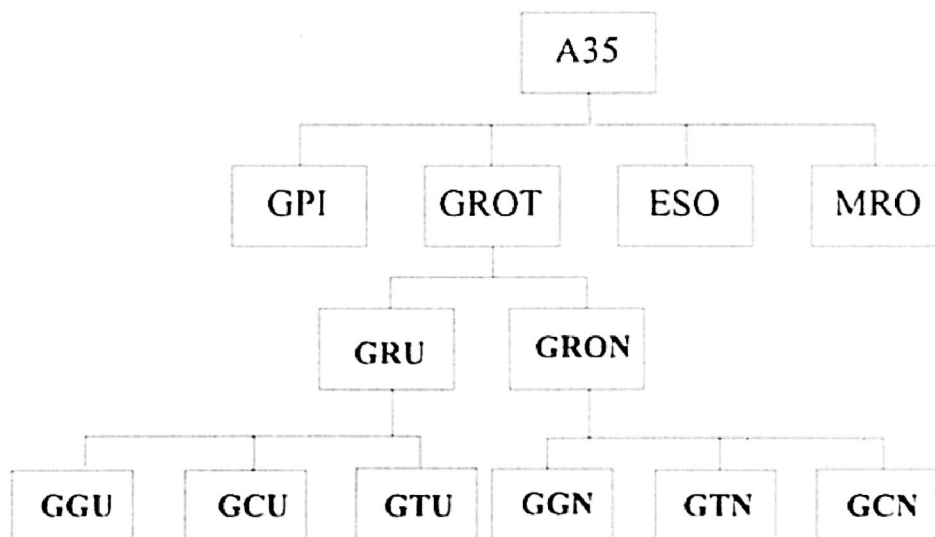 A35
GPI GROT ESO MRO
GRU GRON
GGU GCU GTU GGN GTN GCN